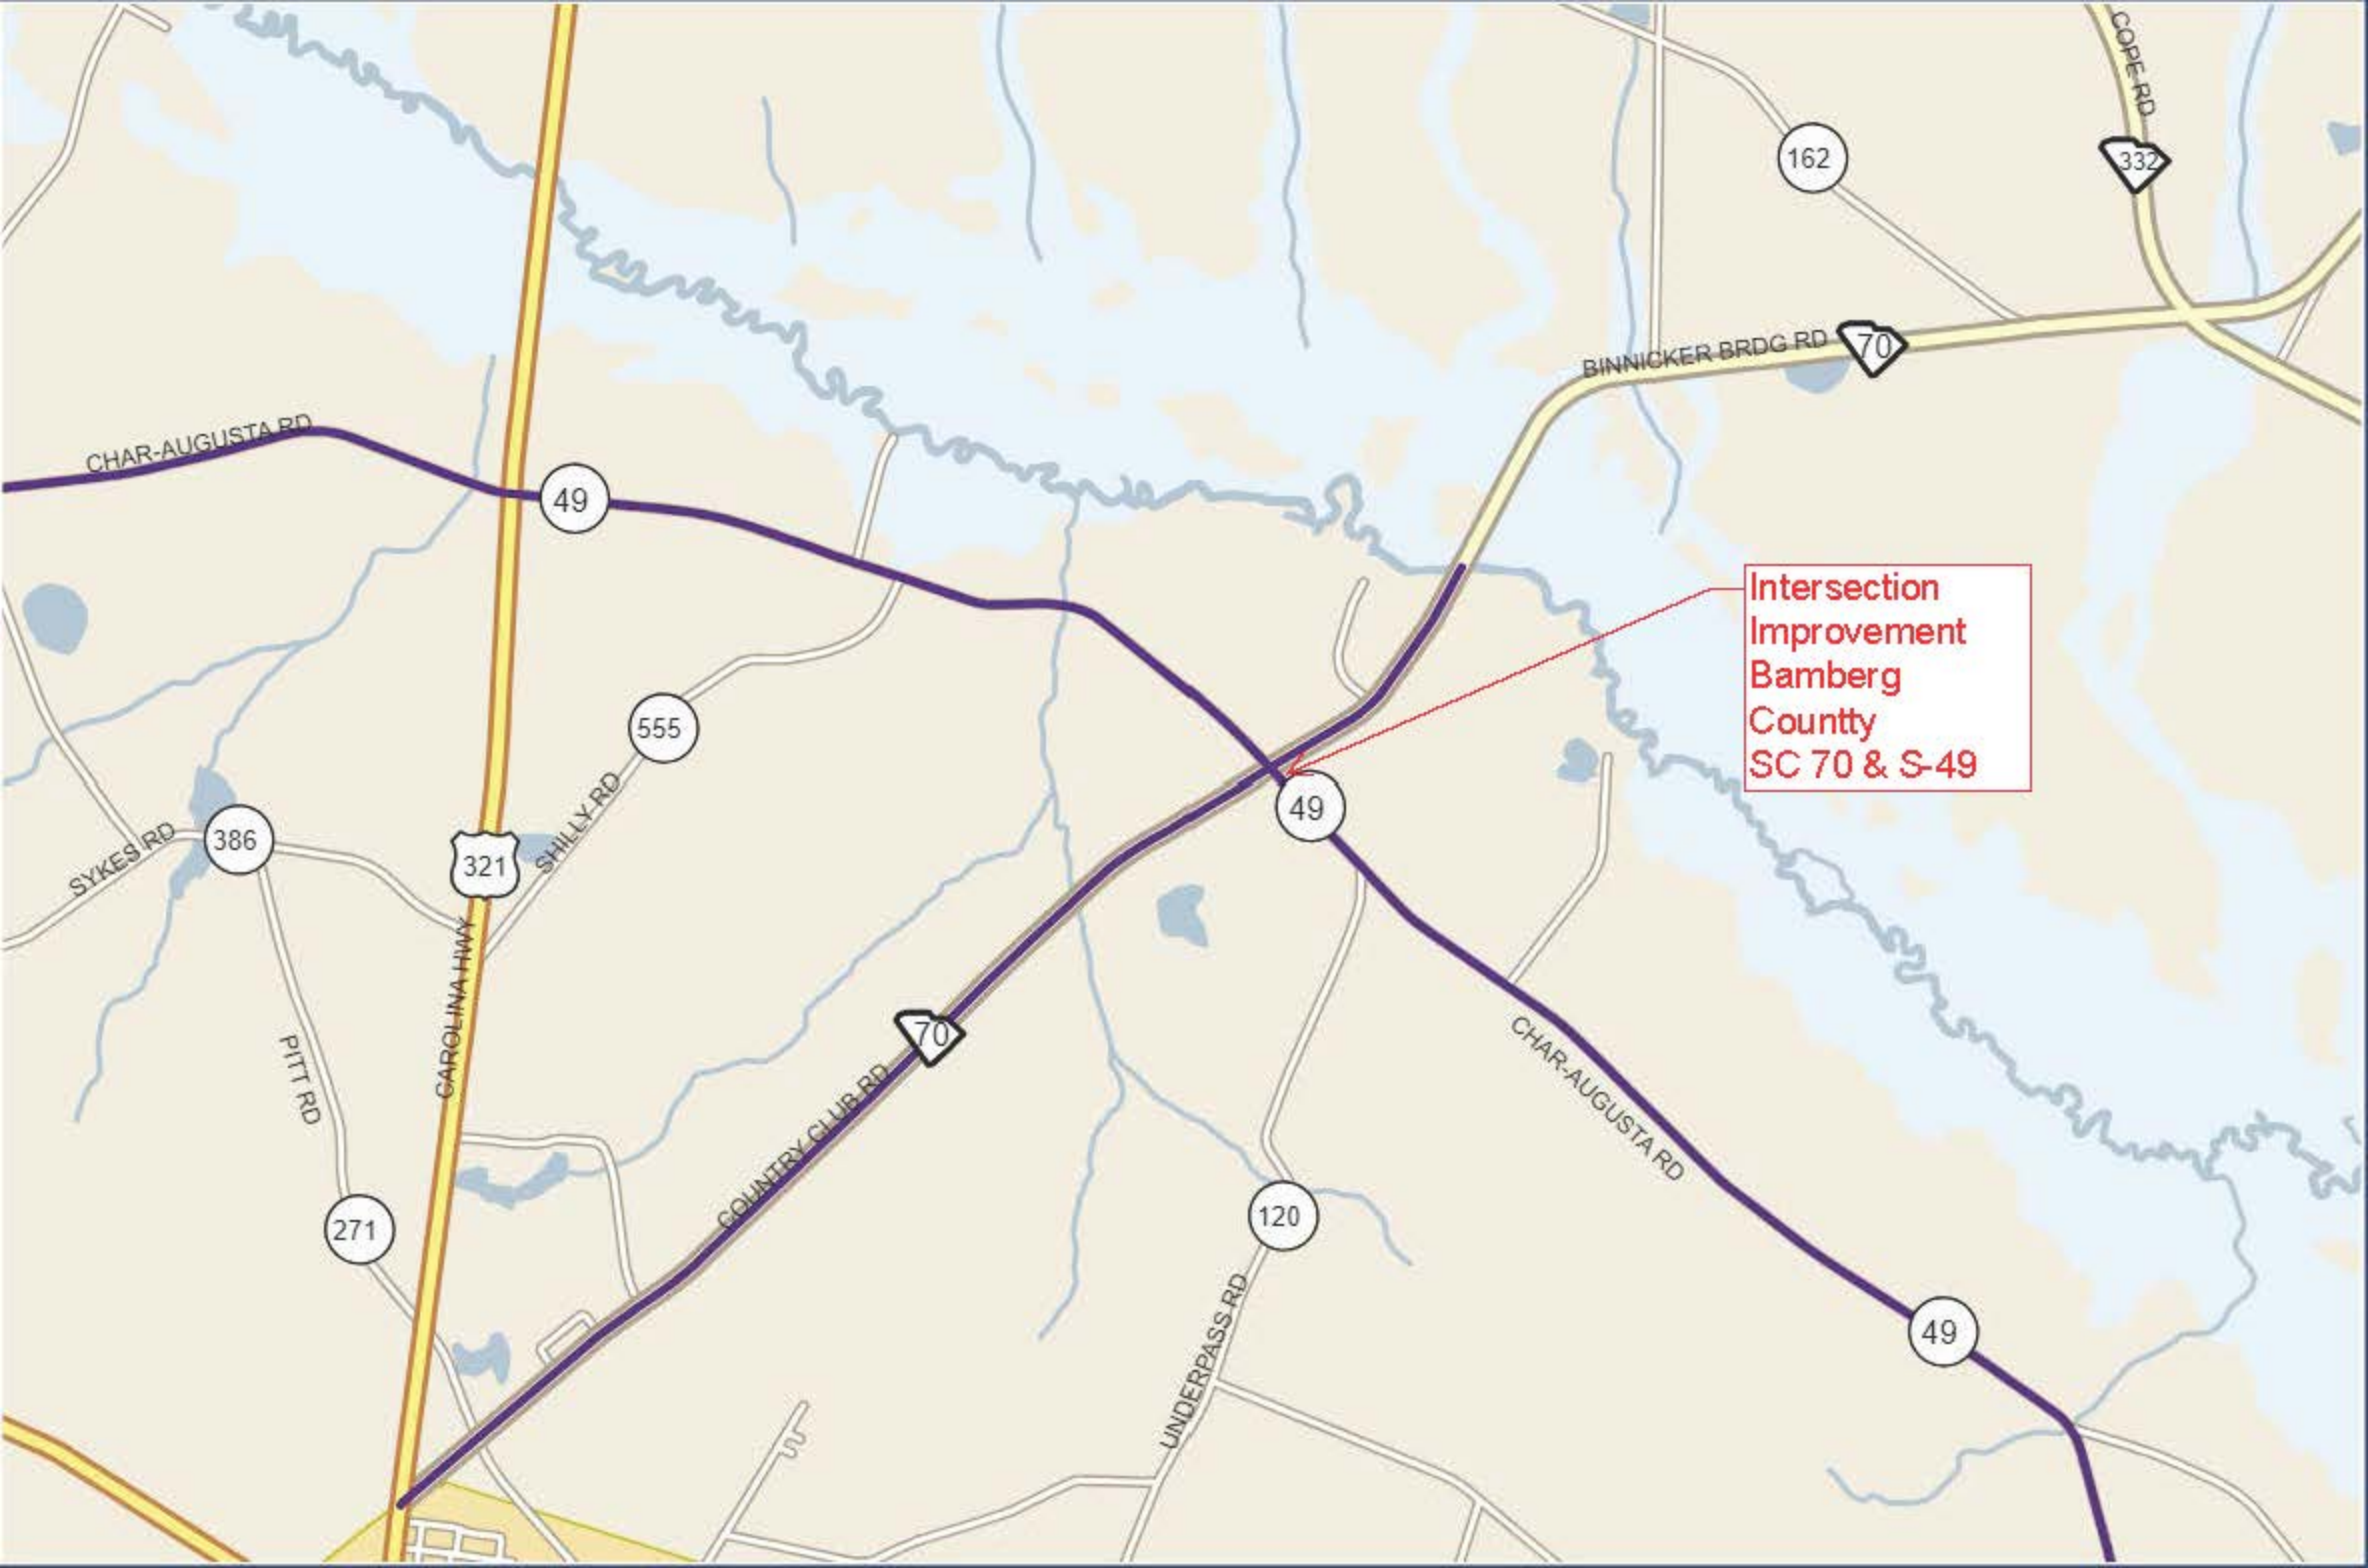 COPE RD
162
332
BINNICKER BRDG RD
70
CHAR-AUGUSTA RD
49
Intersection
Improvement
Bamberg
Countty
SC 70 & S-49
555
SHILLY RD
49
386
SYKES RD
321
CAROLINA HWY
70
COUNTRY CLUB RD
CHAR-AUGUSTA RD
PITT RD
271
120
UNDERPASS RD
49